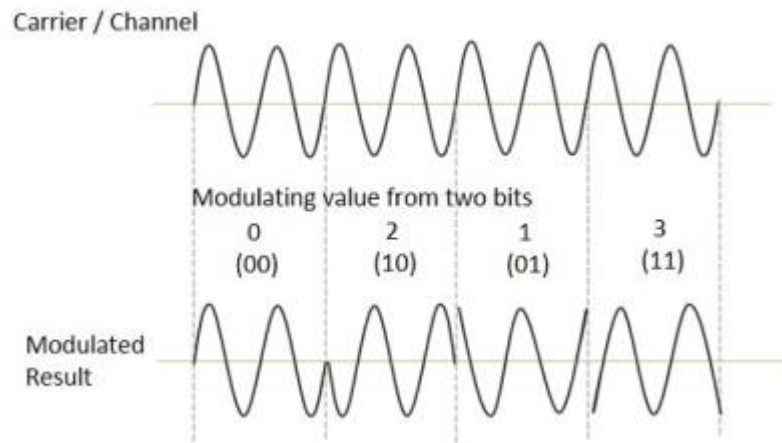 Carrier / Channel
Modulating value from two bits
0 2 1 3
(00) (10) (01) (11)
Modulated
Result